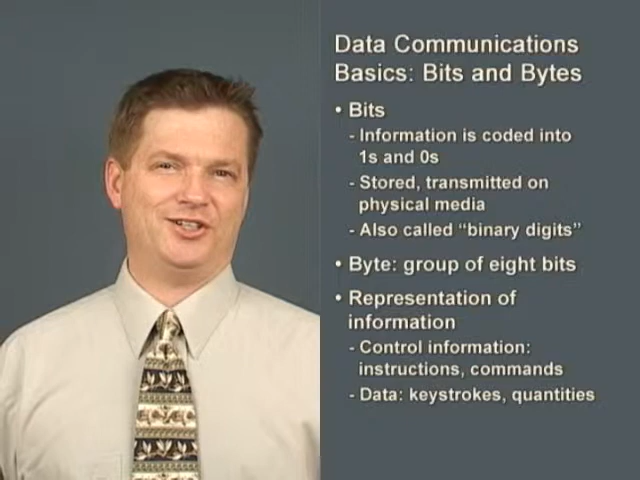 Data Communications
Basics: Bits and Bytes
• Bits
- Information is coded into
1s and 0s
- Stored, transmitted on
physical media
- Also called “binary digits”
• Byte: group of eight bits
• Representation of
information
- Control information:
instructions, commands
- Data: keystrokes, quantities